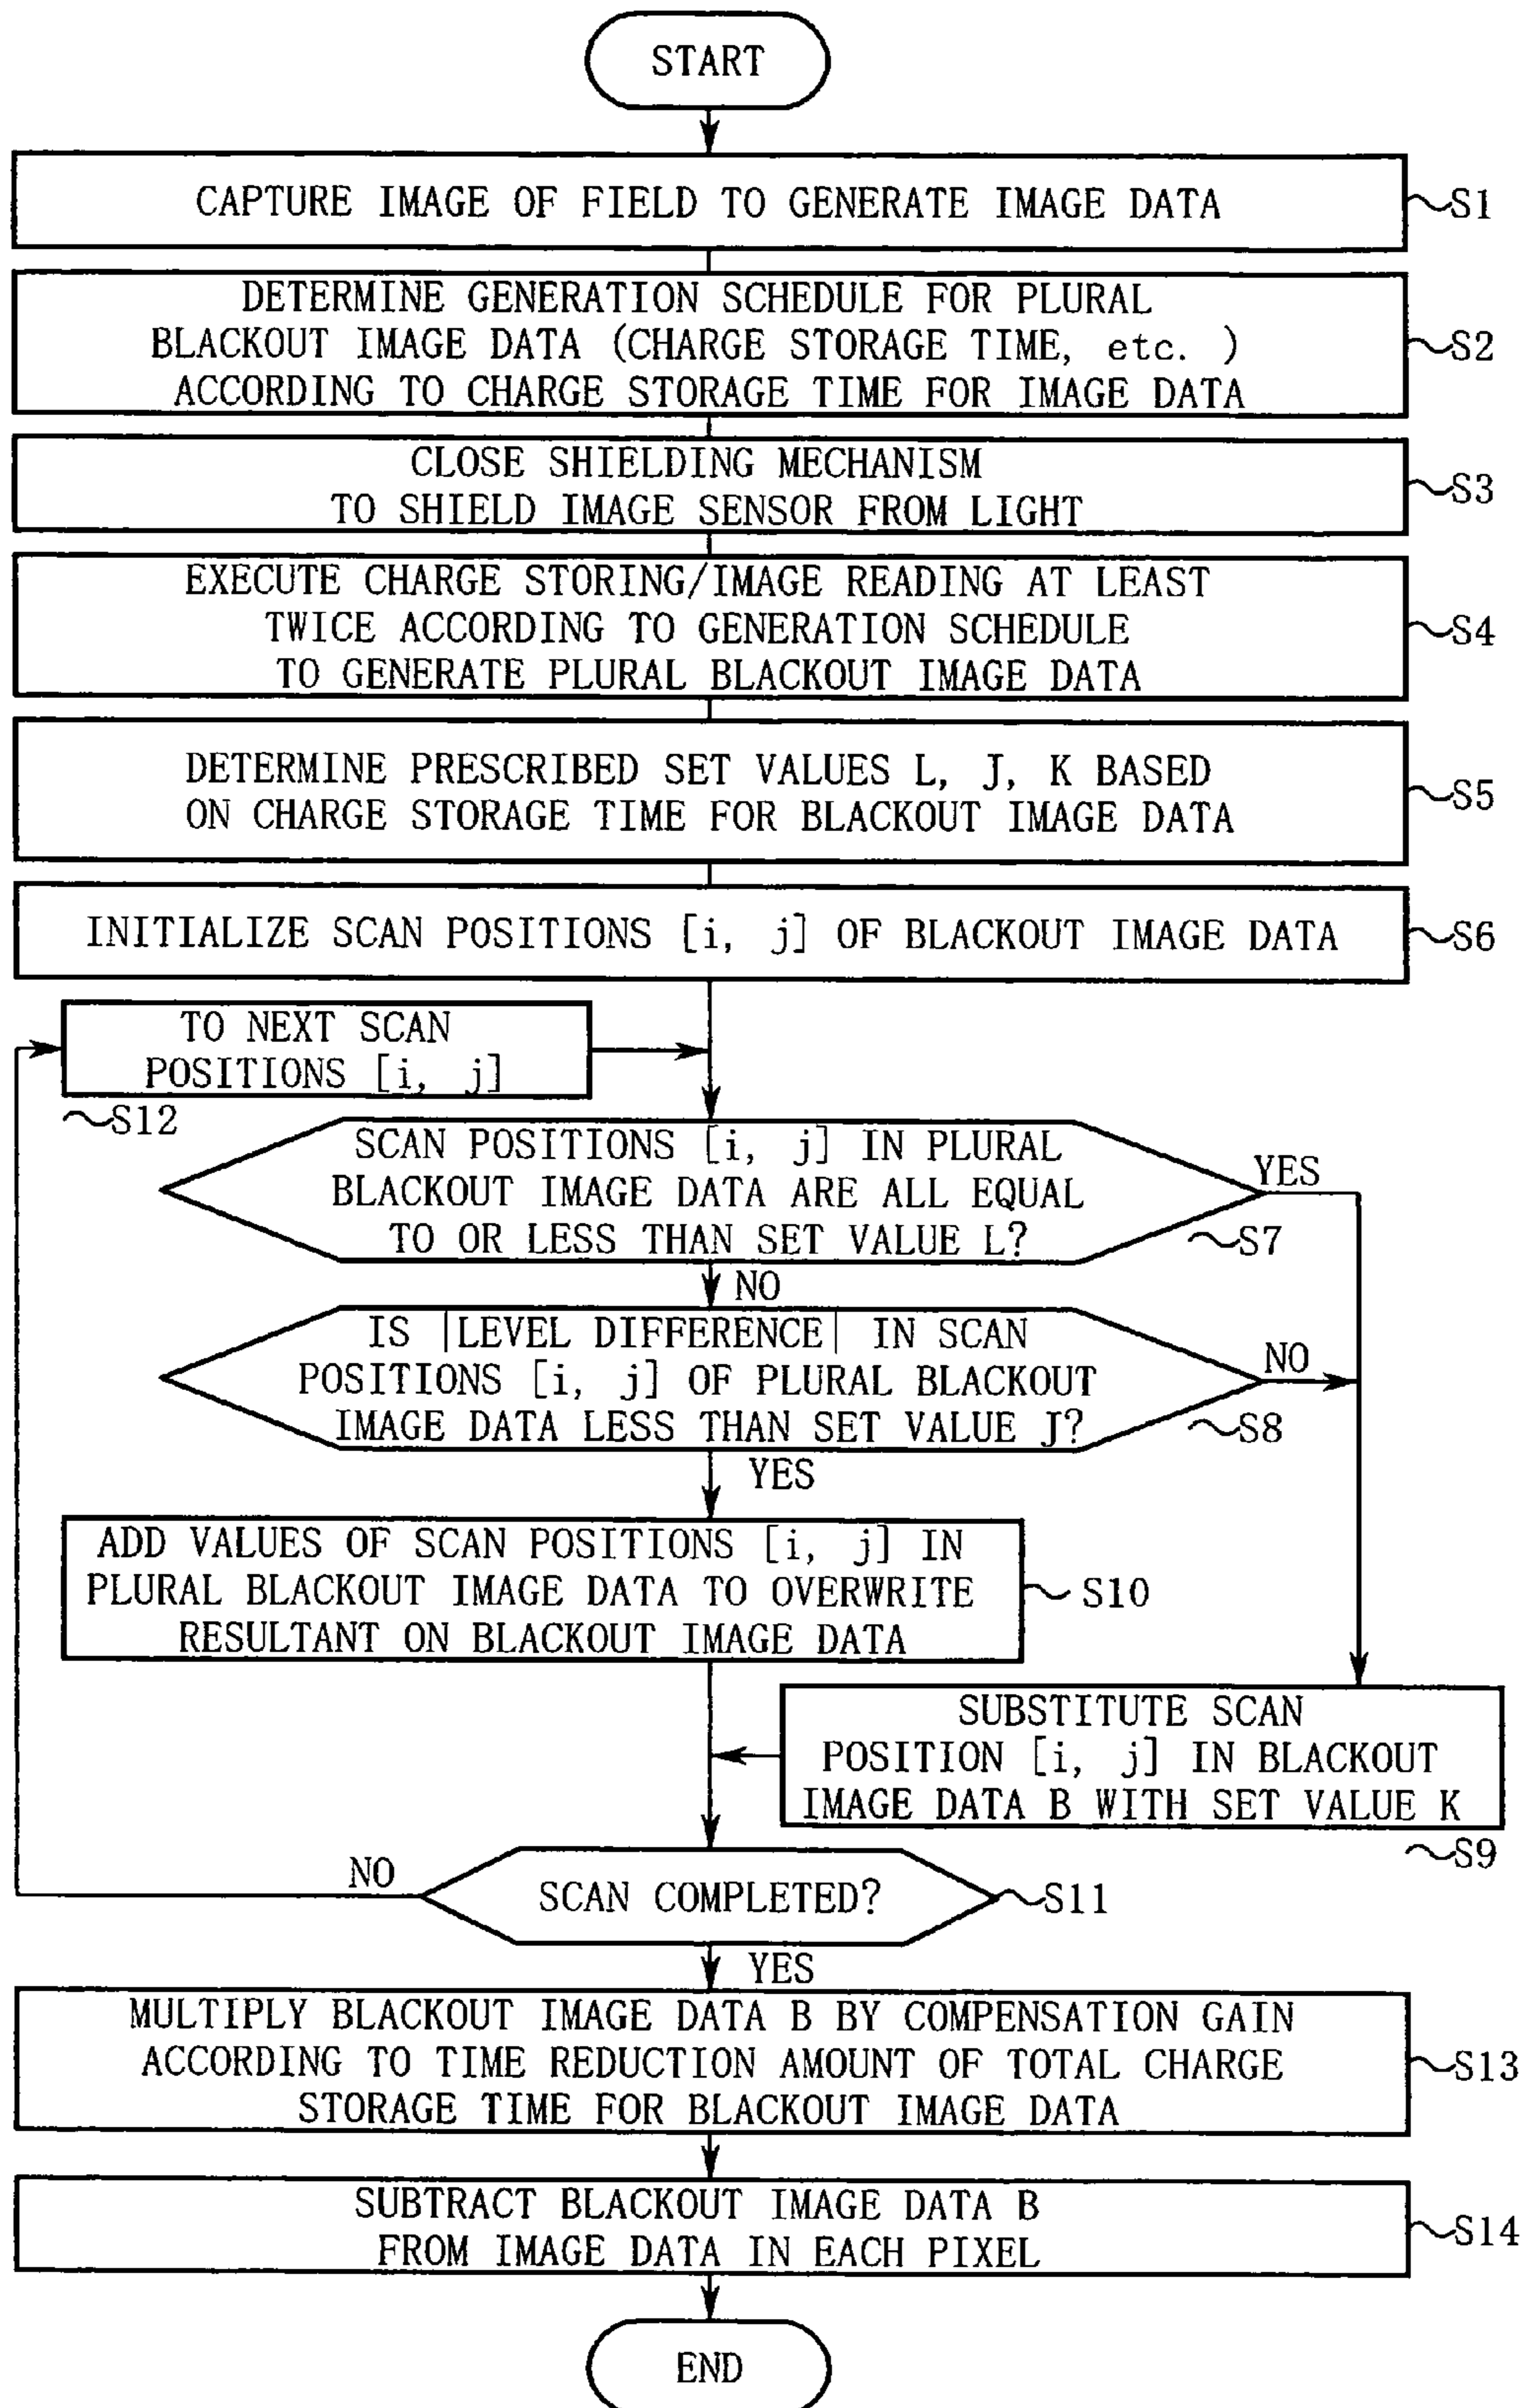 START
CAPTURE IMAGE OF FIELD TO GENERATE IMAGE DATA
S1
DETERMINE GENERATION SCHEDULE FOR PLURAL
BLACKOUT IMAGE DATA (CHARGE STORAGE TIME, etc. )
ACCORDING TO CHARGE STORAGE TIME FOR IMAGE DATA
S2
CLOSE SHIELDING MECHANISM
TO SHIELD IMAGE SENSOR FROM LIGHT
S3
EXECUTE CHARGE STORING/IMAGE READING AT LEAST
TWICE ACCORDING TO GENERATION SCHEDULE
TO GENERATE PLURAL BLACKOUT IMAGE DATA
S4
DETERMINE PRESCRIBED SET VALUES L, J, K BASED
ON CHARGE STORAGE TIME FOR BLACKOUT IMAGE DATA
S5
INITIALIZE SCAN POSITIONS [i, j] OF BLACKOUT IMAGE DATA
S6
TO NEXT SCAN
POSITIONS [i, j]
S12
SCAN POSITIONS [i, j] IN PLURAL
BLACKOUT IMAGE DATA ARE ALL EQUAL
TO OR LESS THAN SET VALUE L?
YES
S7
NO
IS |LEVEL DIFFERENCE| IN SCAN
POSITIONS [i, j] OF PLURAL BLACKOUT
IMAGE DATA LESS THAN SET VALUE J?
NO
S8
YES
ADD VALUES OF SCAN POSITIONS [i, j] IN
PLURAL BLACKOUT IMAGE DATA TO OVERWRITE
RESULTANT ON BLACKOUT IMAGE DATA
S10
SUBSTITUTE SCAN
POSITION [i, j] IN BLACKOUT
IMAGE DATA B WITH SET VALUE K
S9
NO
SCAN COMPLETED?
S11
YES
MULTIPLY BLACKOUT IMAGE DATA B BY COMPENSATION GAIN
ACCORDING TO TIME REDUCTION AMOUNT OF TOTAL CHARGE
STORAGE TIME FOR BLACKOUT IMAGE DATA
S13
SUBTRACT BLACKOUT IMAGE DATA B
FROM IMAGE DATA IN EACH PIXEL
S14
END